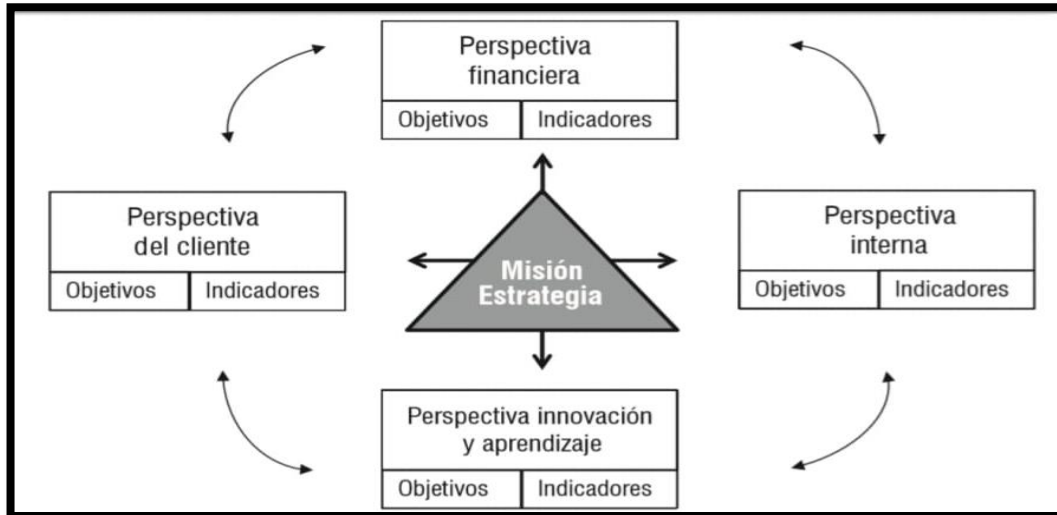 Perspectiva
financiera
Objetivos Indicadores
Perspectiva
del cliente
Objetivos Indicadores
Misión
Estrategia
Perspectiva
interna
Objetivos Indicadores
Perspectiva innovación
y aprendizaje
Objetivos Indicadores